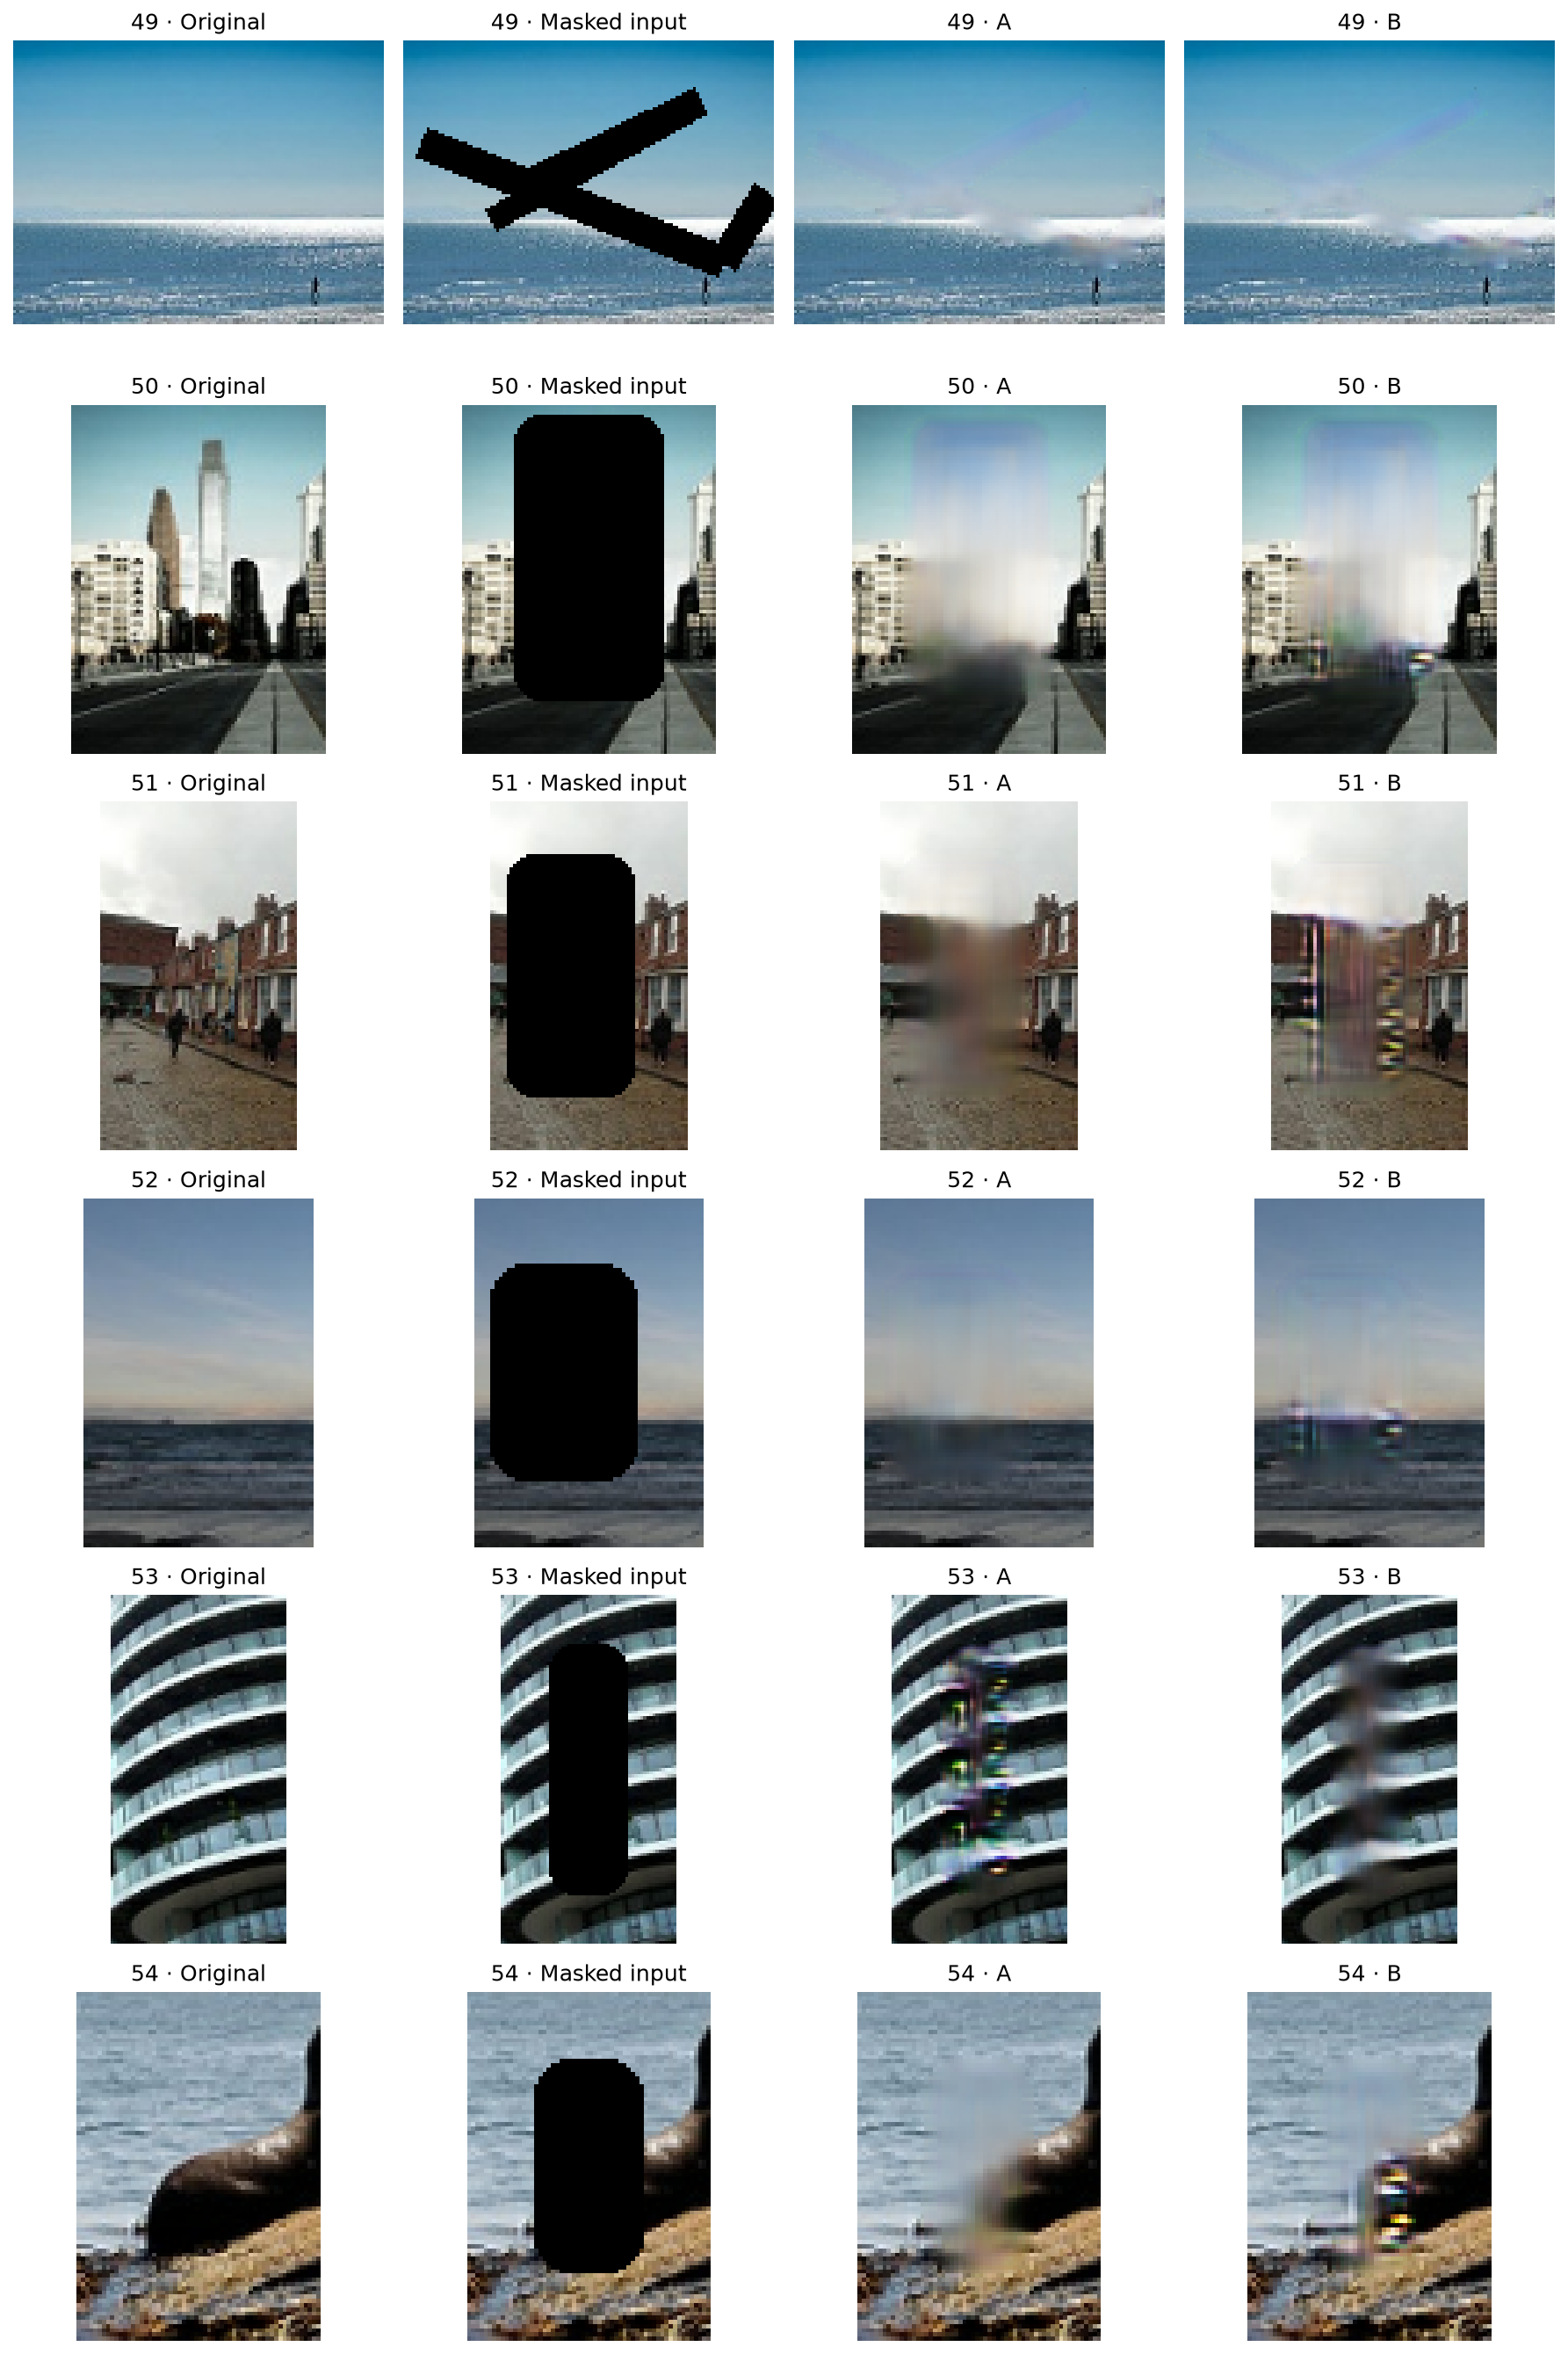 49 · Original 49 · Masked input 49 · A 49 · B
50 · Original 50 · Masked input 50 · A 50 · B
51 · Original 51 · Masked input 51 · A 51 · B
52 · Original 52 · Masked input 52 · A 52 · B
53 · Original 53 · Masked input 53 · A 53 · B
54 · Original 54 · Masked input 54 · A 54 · B